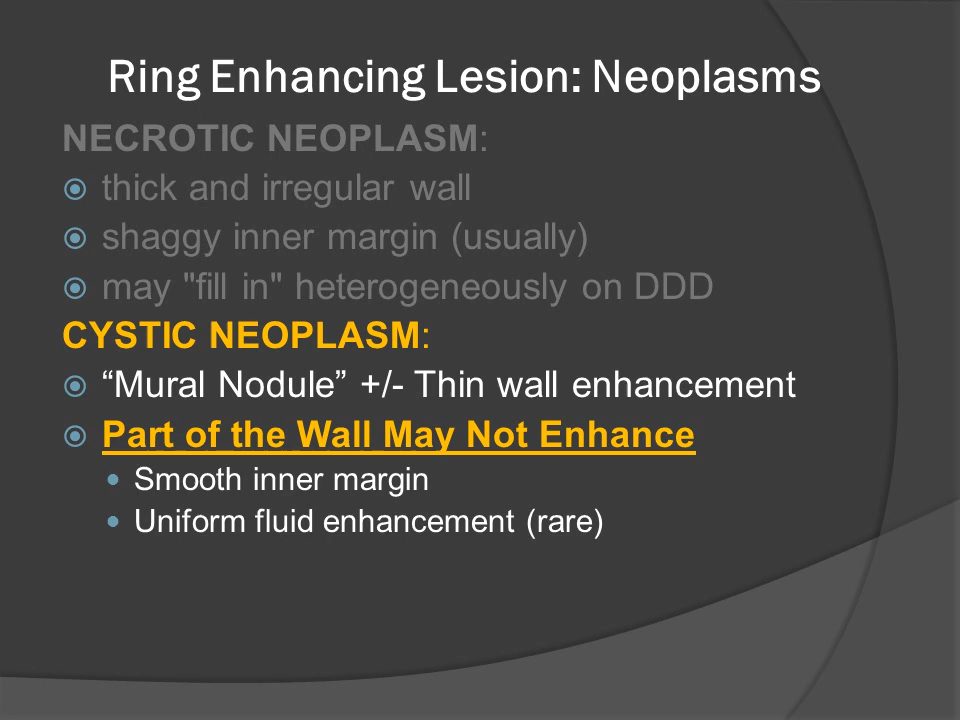 Ring Enhancing Lesion: Neoplasms
NECROTIC NEOPLASM:
thick and irregular wall
shaggy inner margin (usually)
may "fill in" heterogeneously on DDD
CYSTIC NEOPLASM:
“Mural Nodule” +/- Thin wall enhancement
Part of the Wall May Not Enhance
Smooth inner margin
Uniform fluid enhancement (rare)